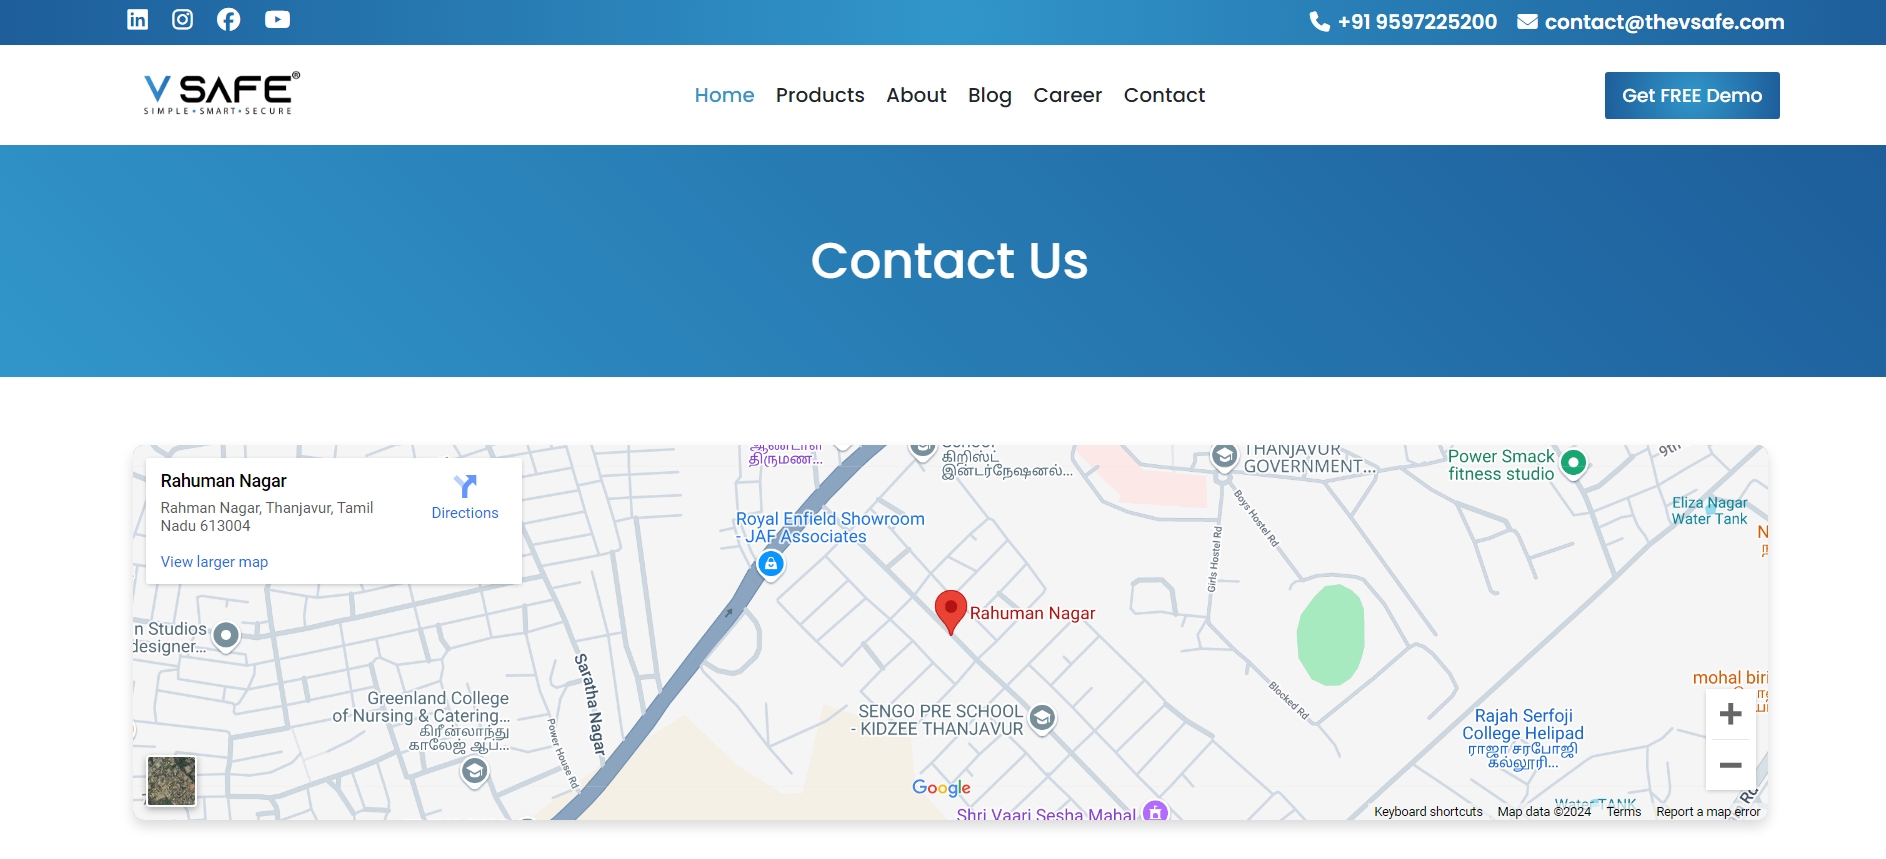 +91 9597225200 contact@thevsafe.com
V SAFE®
SIMPLE•SMART•SECURE
Home Products About Blog Career Contact
Get FREE Demo
Contact Us
Rahuman Nagar
Rahman Nagar, Thanjavur, Tamil
Nadu 613004
Directions
View larger map
திருமண...
கிறிஸ்ட்
இன்டர்நேஷனல்...
THANJAVUR
GOVERNMENT...
Power Smack
fitness studio
9th
Eliza Nagar
Water Tank
Royal Enfield Showroom
- JAF Associates
Boys Hostel Rd
Girls Hostel Rd
Rahuman Nagar
n Studios
designer...
Saratha Nagar
Greenland College
of Nursing & Catering...
கிரீன்லாந்து
காலேஜ் ஆப்...
Power House Rd
SENGO PRE SCHOOL
- KIDZEE THANJAVUR
Blocked Rd
mohal biri
Rajah Serfoji
College Helipad
ராஜா சரபோஜி
கல்லூரி...
Google
Shri Vaari Sesha Mahal
Water TANK
Keyboard shortcuts Map data ©2024 Terms Report a map error